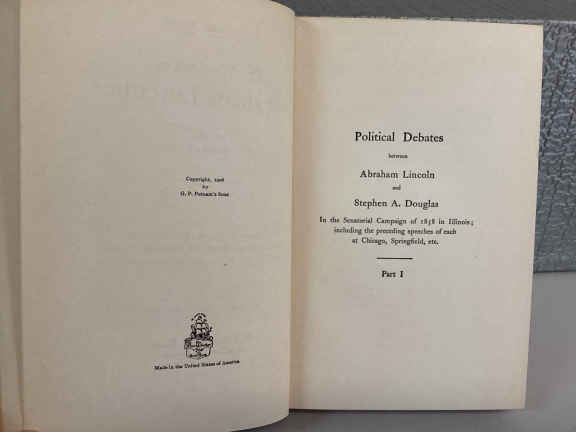 Copyright, 1908
by
G. P. Putnam's Sons
Made in the United States of America
Political Debates
between
Abraham Lincoln
and
Stephen A. Douglas
In the Senatorial Campaign of 1858 in Illinois;
including the preceding speeches of each
at Chicago, Springfield, etc.
Part I